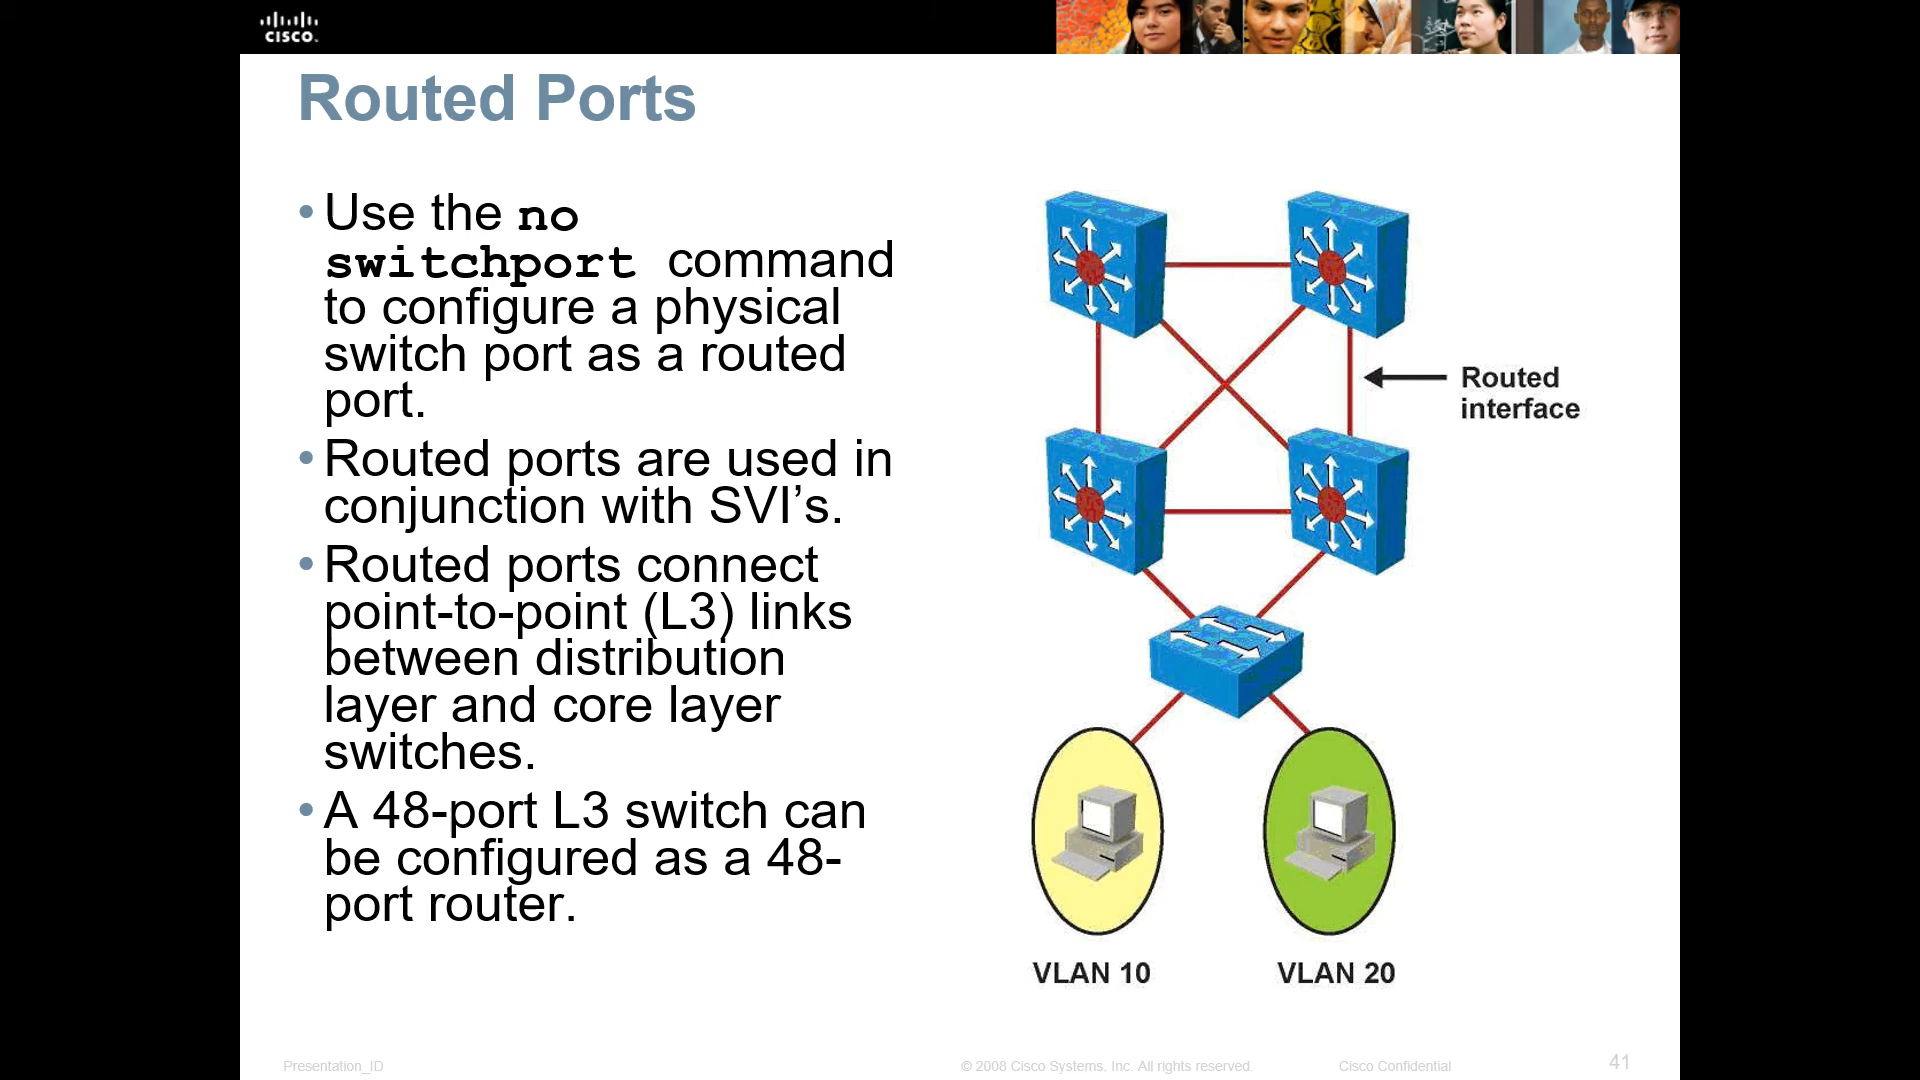 CISCO.
Routed Ports
• Use the no
switchport command
to configure a physical
switch port as a routed
port.
• Routed ports are used in
conjunction with SVI’s.
• Routed ports connect
point-to-point (L3) links
between distribution
layer and core layer
switches.
• A 48-port L3 switch can
be configured as a 48-
port router.
Routed
interface
VLAN 10
VLAN 20
Presentation_ID
© 2008 Cisco Systems, Inc. All rights reserved.
Cisco Confidential
41